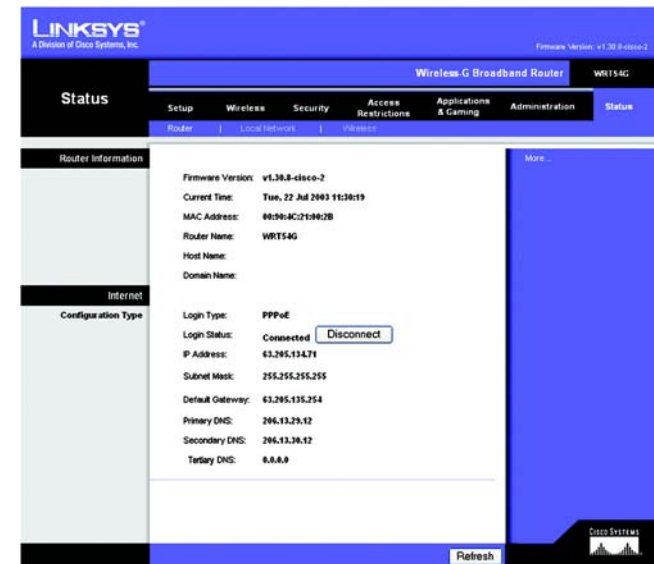 LINKSYS®
A Division of Cisco Systems, Inc.
Firmware Version: v1.30.8-cisco-2
Wireless-G Broadband Router WRT54G
Status
Setup Wireless Security Access Restrictions Applications & Gaming Administration Status
Router | Local Network | Wireless
Router Information
More...
Firmware Version: v1.30.8-cisco-2
Current Time: Tue, 22 Jul 2003 11:30:19
MAC Address: 00:90:4C:21:00:2B
Router Name: WRT54G
Host Name:
Domain Name:
Internet
Configuration Type
Login Type: PPPoE
Login Status: Connected Disconnect
IP Address: 63.205.134.71
Subnet Mask: 255.255.255.255
Default Gateway: 63.205.135.254
Primary DNS: 206.13.29.12
Secondary DNS: 206.13.30.12
Tertiary DNS: 0.0.0.0
Refresh
CISCO SYSTEMS